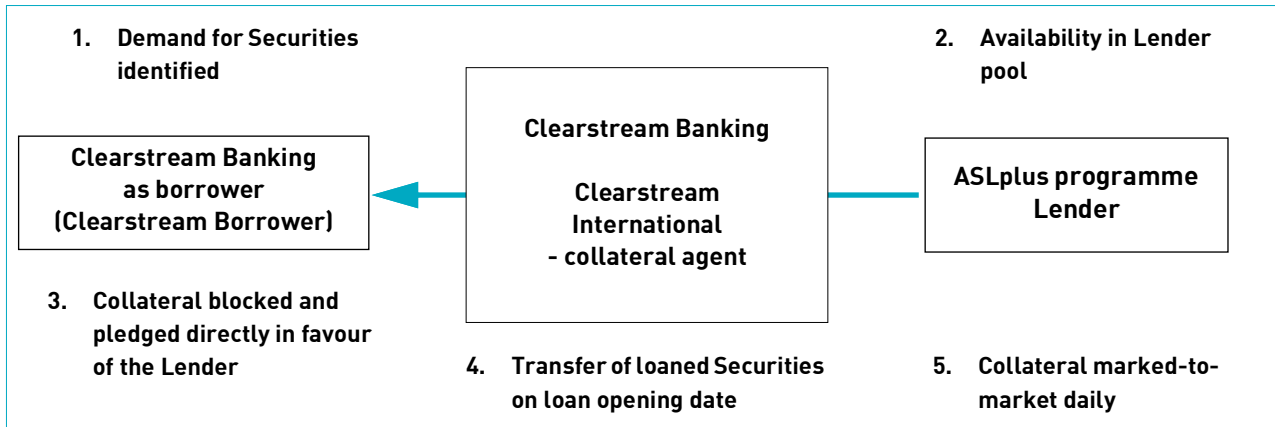 1. Demand for Securities
identified
2. Availability in Lender
pool
Clearstream Banking
as borrower
(Clearstream Borrower)
Clearstream Banking
Clearstream
International
- collateral agent
ASLplus programme
Lender
3. Collateral blocked and
pledged directly in favour
of the Lender
4. Transfer of loaned Securities
on loan opening date
5. Collateral marked-to-
market daily